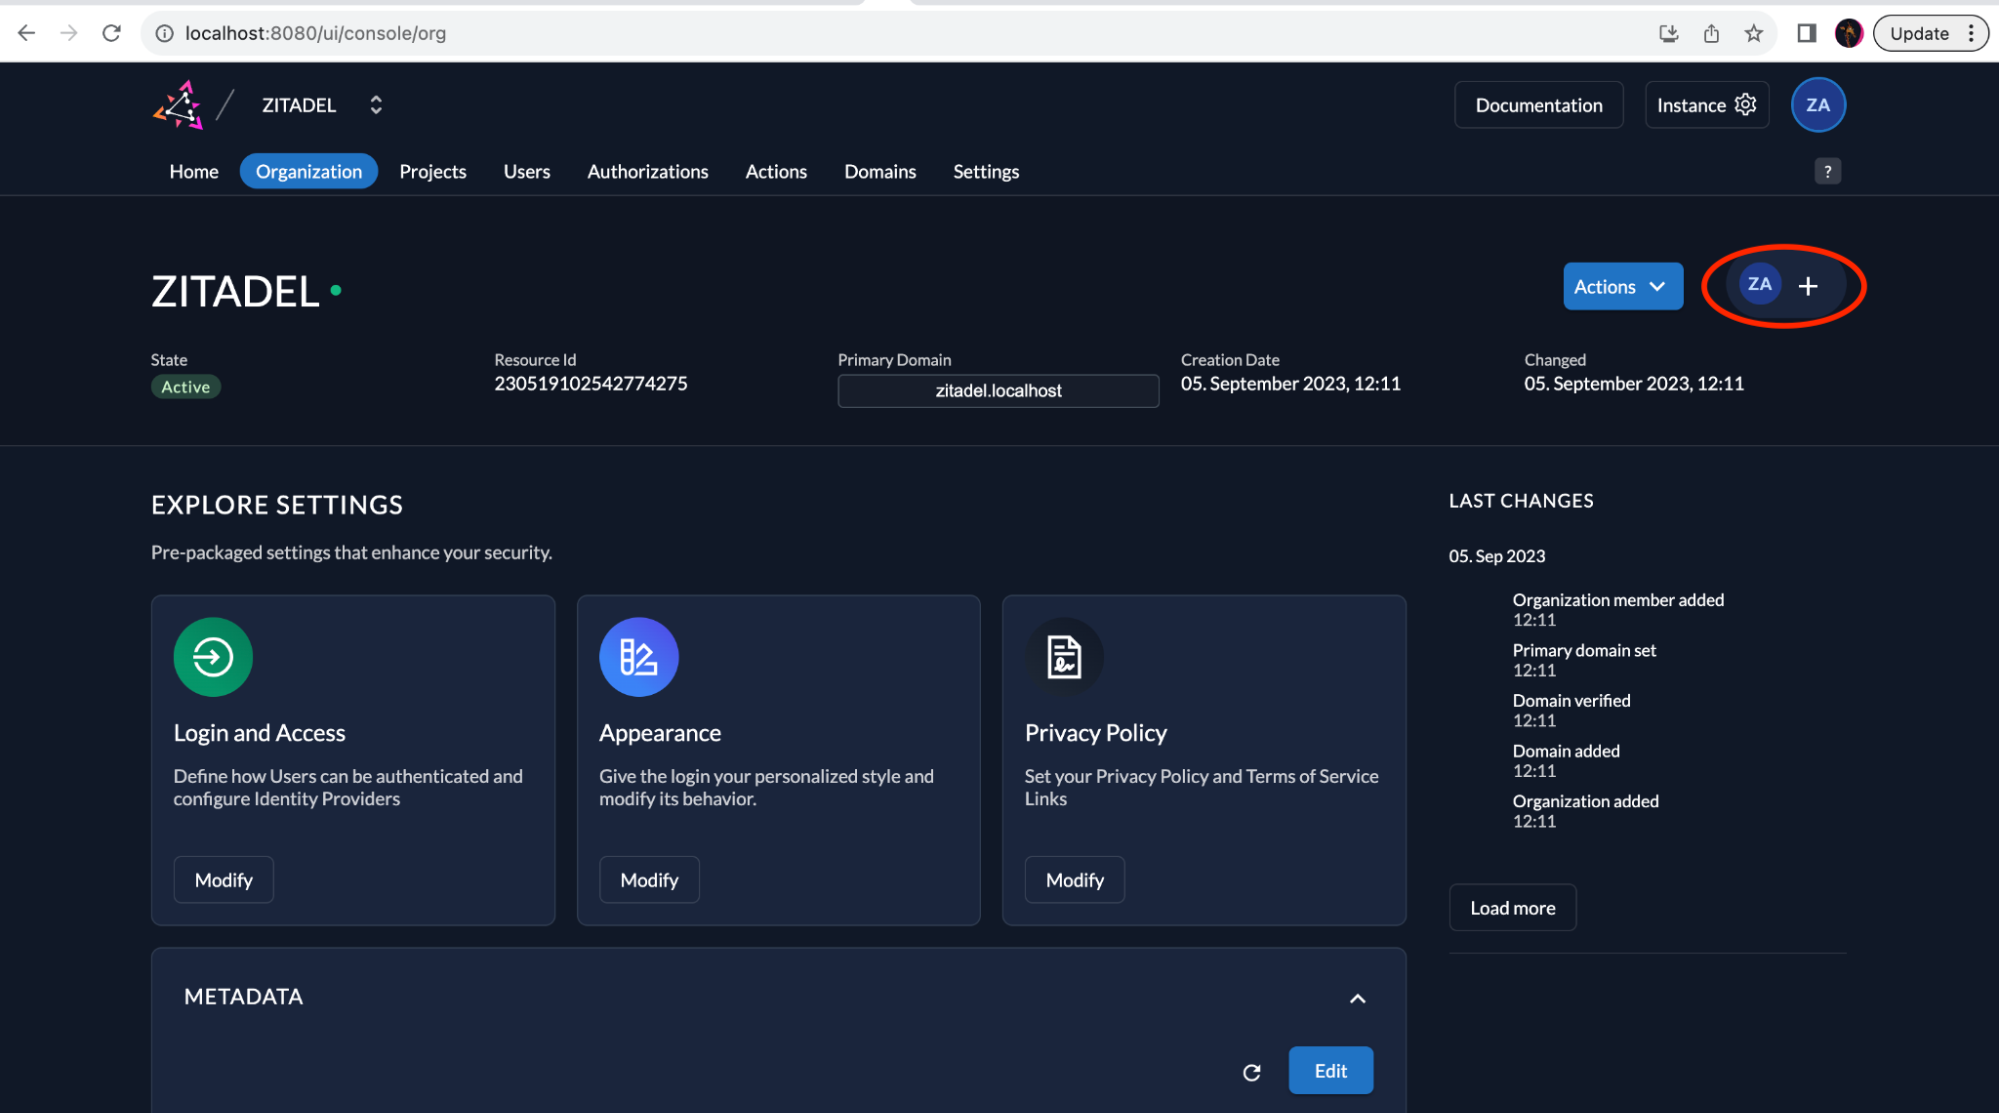 localhost:8080/ui/console/org
Update
ZITADEL
Documentation
Instance
ZA
Home
Organization
Projects
Users
Authorizations
Actions
Domains
Settings
?
ZITADEL
Actions
ZA
State
Active
Resource Id
230519102542774275
Primary Domain
zitadel.localhost
Creation Date
05. September 2023, 12:11
Changed
05. September 2023, 12:11
EXPLORE SETTINGS
Pre-packaged settings that enhance your security.
Login and Access
Define how Users can be authenticated and
configure Identity Providers
Modify
Appearance
Give the login your personalized style and
modify its behavior.
Modify
Privacy Policy
Set your Privacy Policy and Terms of Service
Links
Modify
LAST CHANGES
05. Sep 2023
Organization member added
12:11
Primary domain set
12:11
Domain verified
12:11
Domain added
12:11
Organization added
12:11
Load more
METADATA
Edit